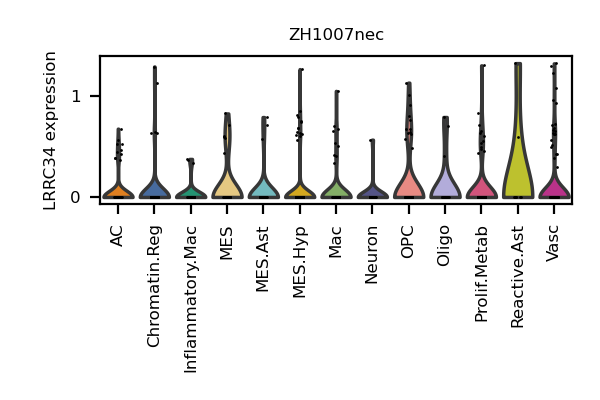 ZH1007nec
LRRC34 expression
1
0
AC
Chromatin.Reg
Inflammatory.Mac
MES
MES.Ast
MES.Hyp
Mac
Neuron
OPC
Oligo
Prolif.Metab
Reactive.Ast
Vasc